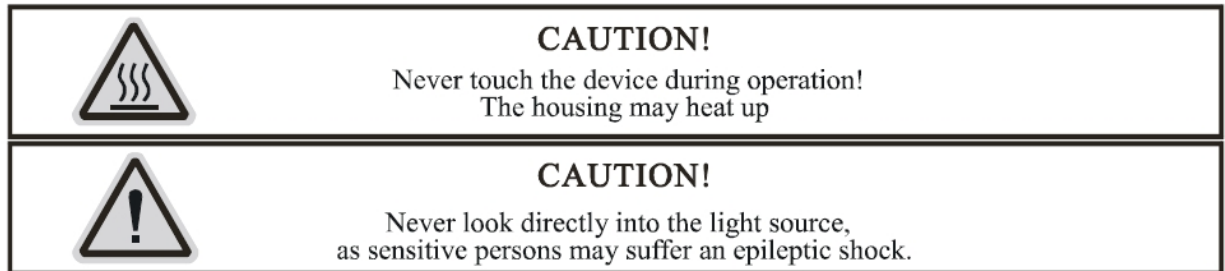 CAUTION!
Never touch the device during operation!
The housing may heat up
CAUTION!
Never look directly into the light source,
as sensitive persons may suffer an epileptic shock.